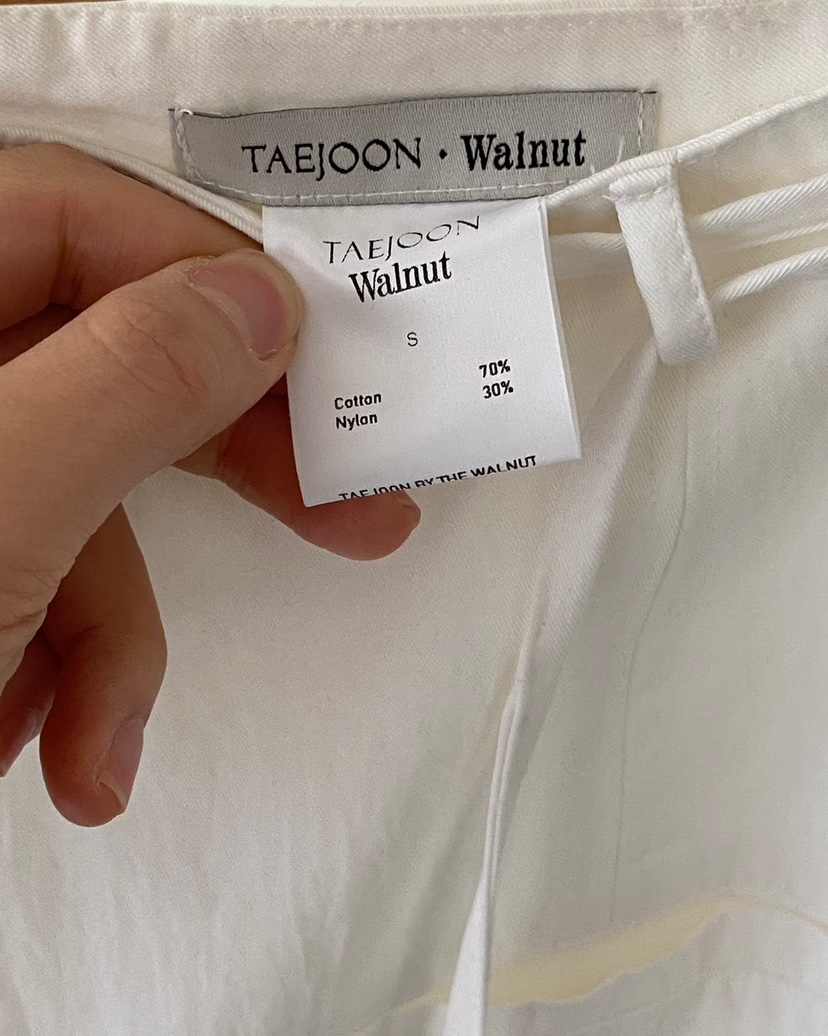 TAEJOON • Walnut
TAEJOON
Walnut
S
Cotton 70%
Nylon 30%
TAEJOON BY THE WALNUT